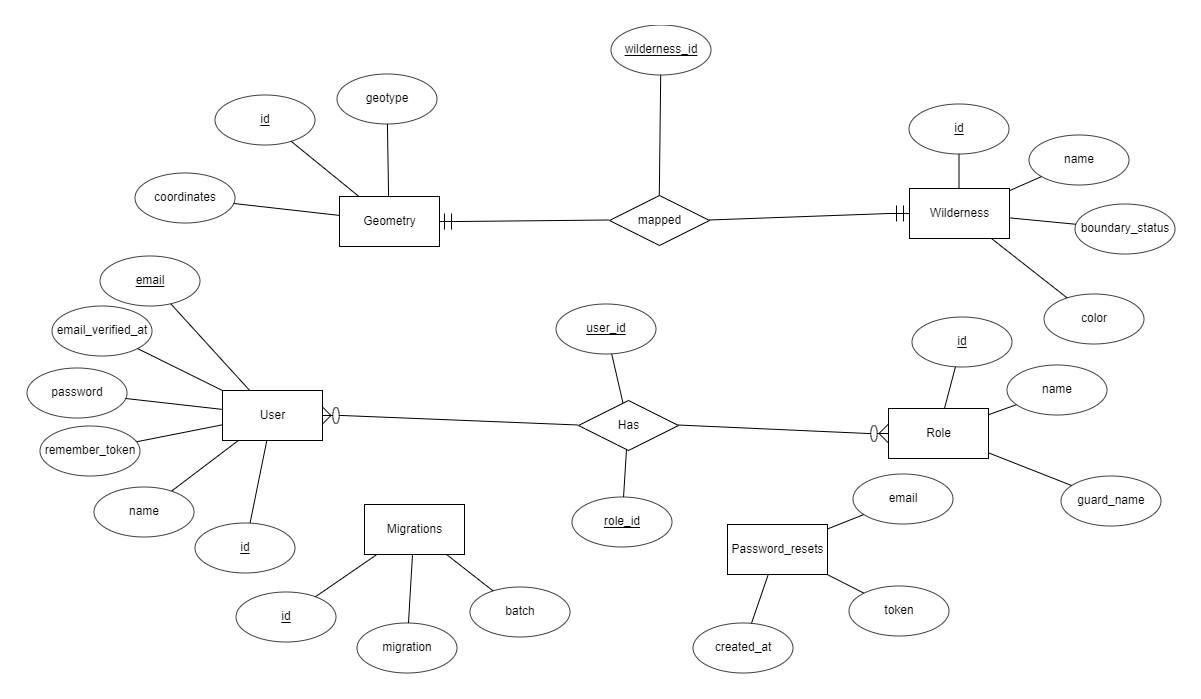 wilderness_id
geotype
id
coordinates
Geometry
mapped
id
name
Wilderness
boundary_status
color
email
email_verified_at
password
User
remember_token
name
id
user_id
Has
role_id
id
name
Role
guard_name
Migrations
id
migration
batch
email
Password_resets
token
created_at